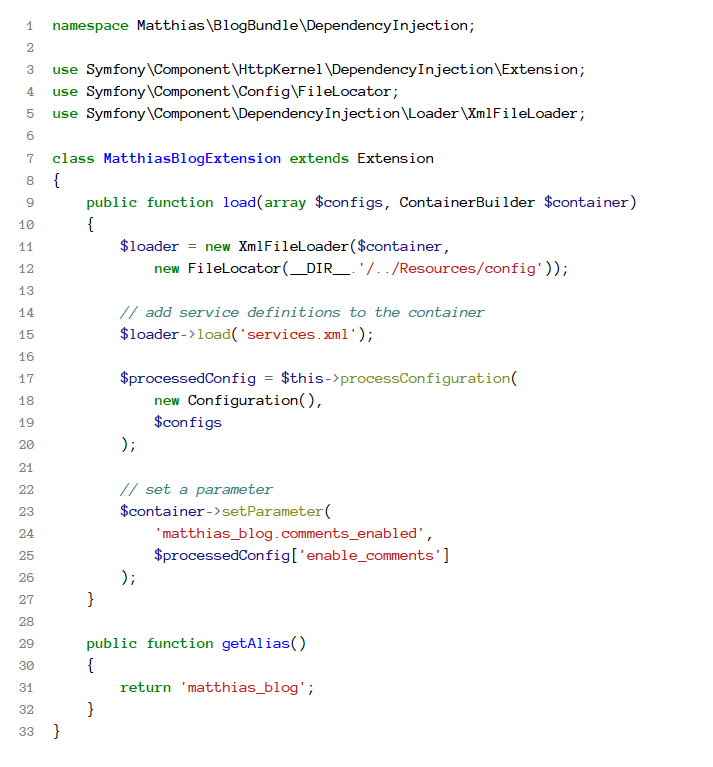 1 namespace Matthias\BlogBundle\DependencyInjection;
2
3 use Symfony\Component\HttpKernel\DependencyInjection\Extension;
4 use Symfony\Component\Config\FileLocator;
5 use Symfony\Component\DependencyInjection\Loader\XmlFileLoader;
6
7 class MatthiasBlogExtension extends Extension
8 {
9     public function load(array $configs, ContainerBuilder $container)
10     {
11         $loader = new XmlFileLoader($container,
12             new FileLocator(__DIR__.'/../Resources/config'));
13
14         // add service definitions to the container
15         $loader->load('services.xml');
16
17         $processedConfig = $this->processConfiguration(
18             new Configuration(),
19             $configs
20         );
21
22         // set a parameter
23         $container->setParameter(
24             'matthias_blog.comments_enabled',
25             $processedConfig['enable_comments']
26         );
27     }
28
29     public function getAlias()
30     {
31         return 'matthias_blog';
32     }
33 }